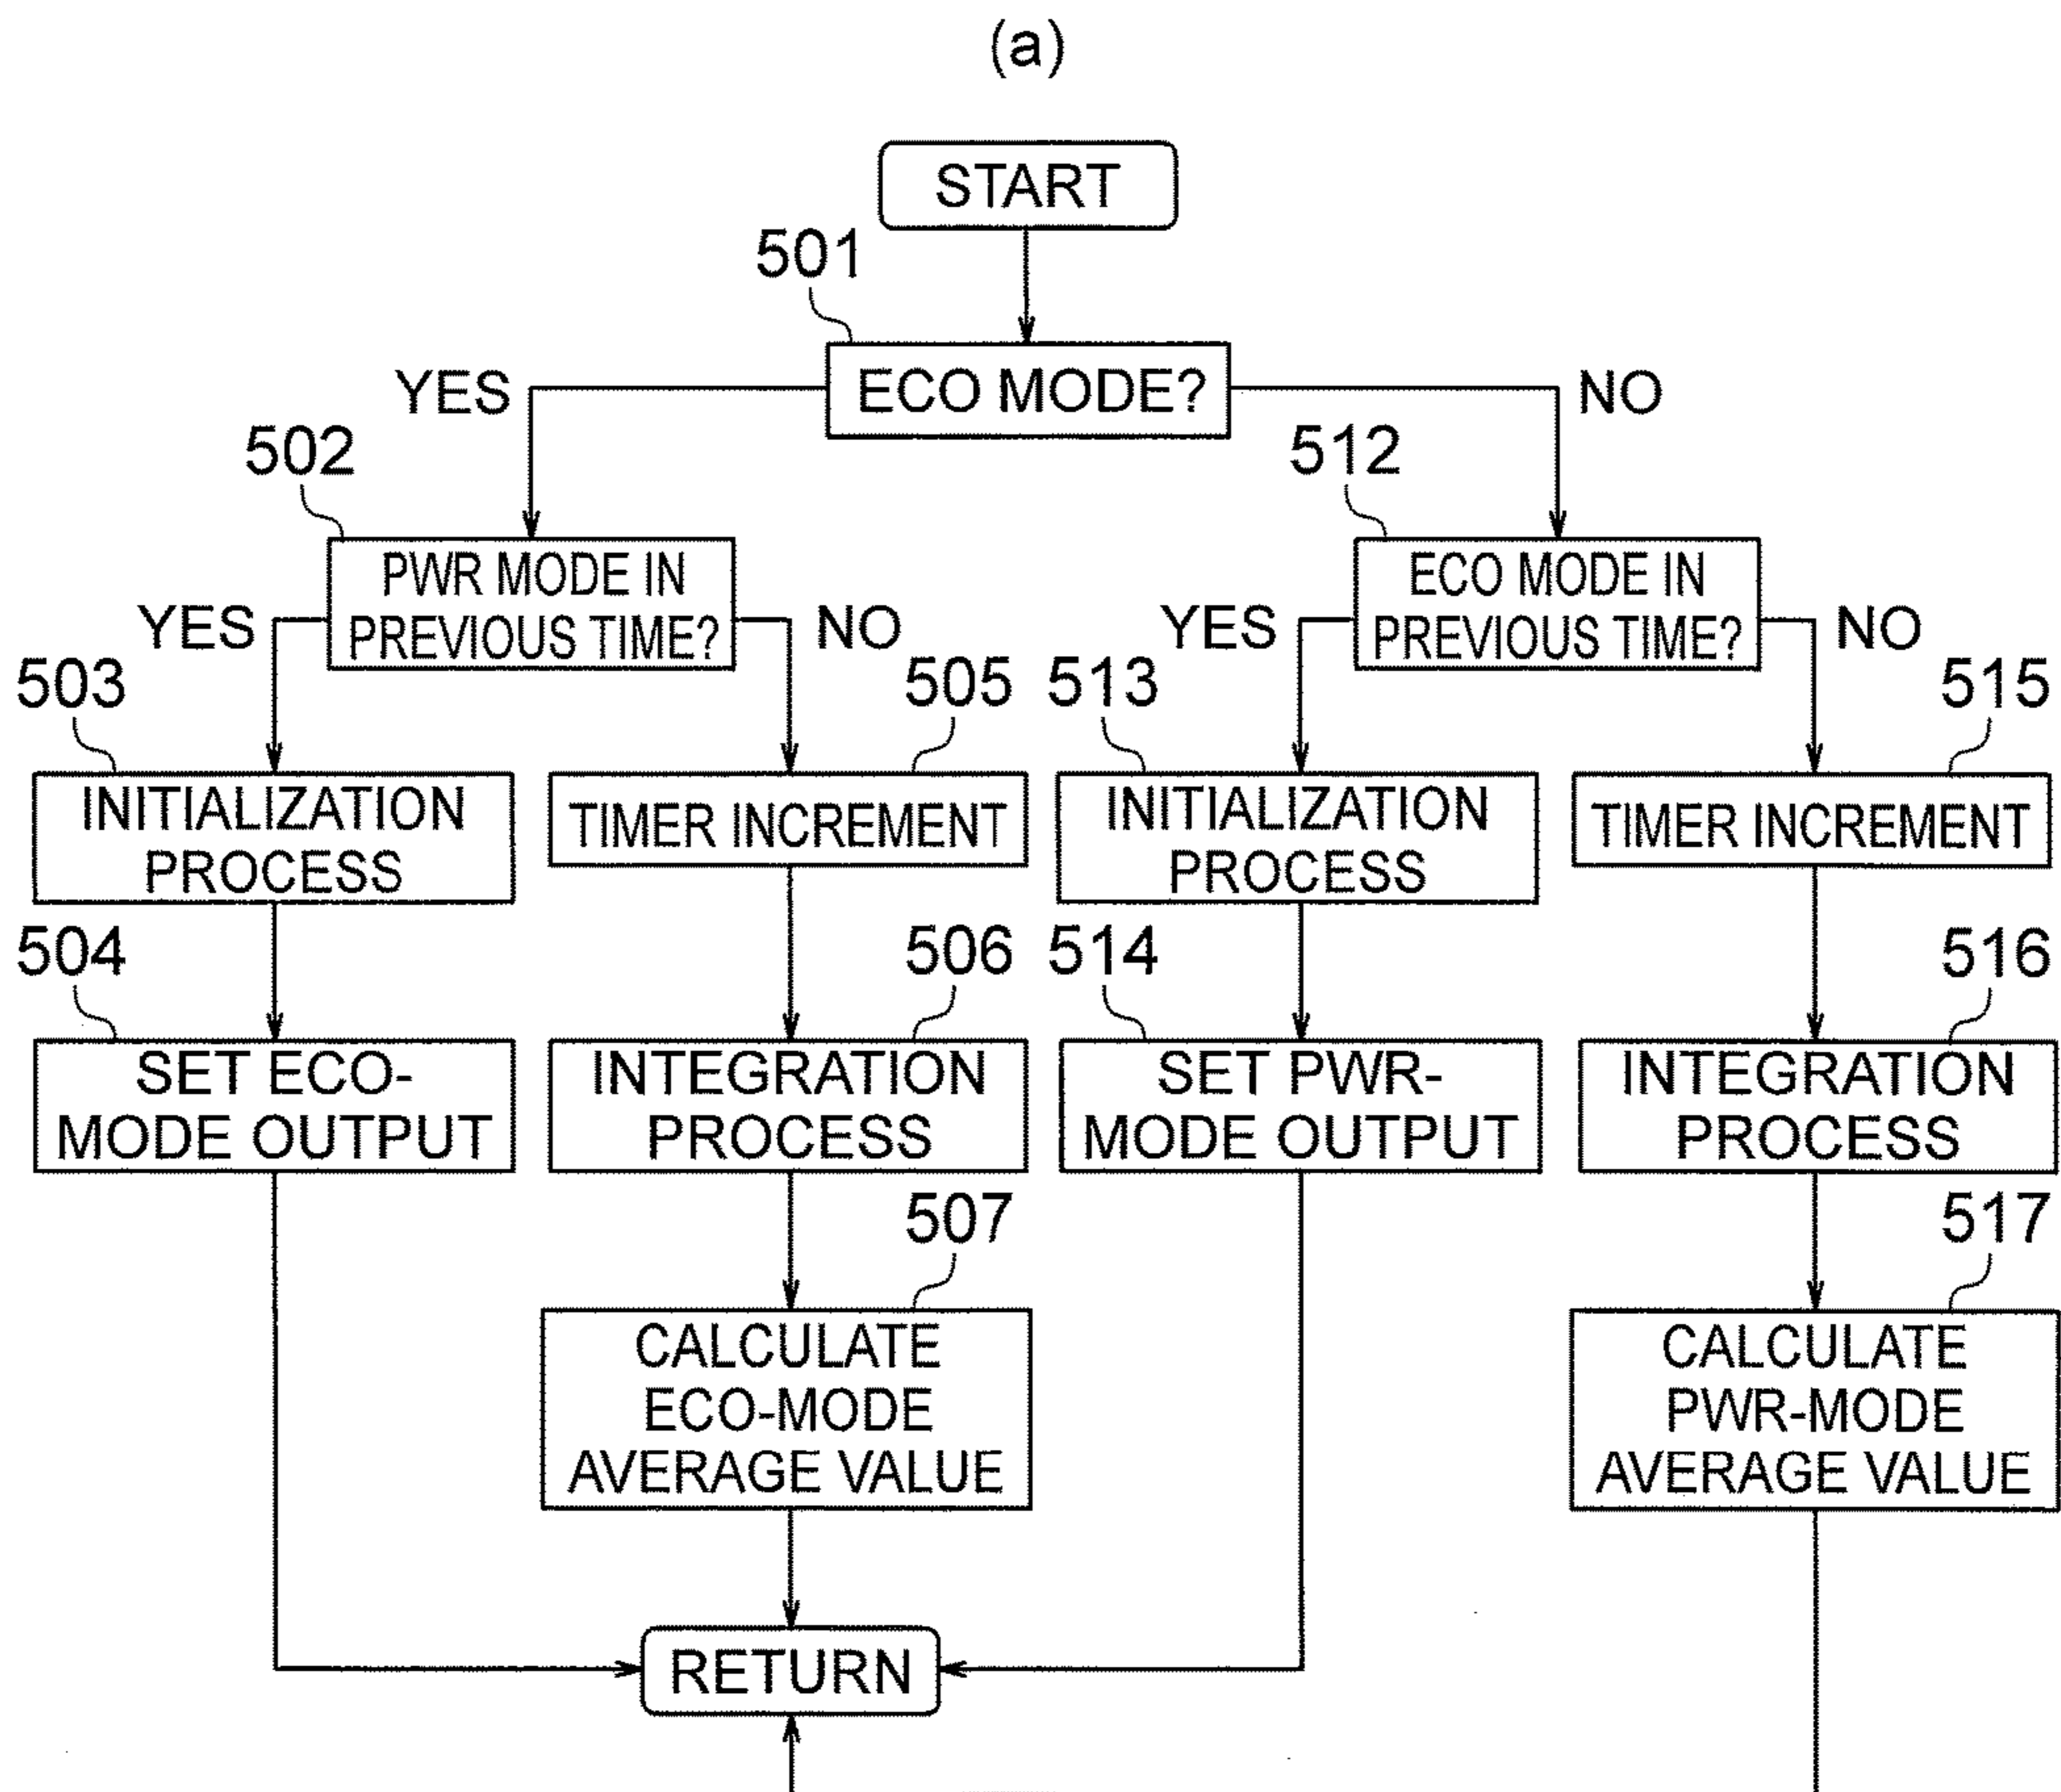 (a)
START
501
ECO MODE?
YES
NO
502
512
PWR MODE IN
PREVIOUS TIME?
ECO MODE IN
PREVIOUS TIME?
YES
NO
YES
NO
503
505
513
515
INITIALIZATION
PROCESS
TIMER INCREMENT
INITIALIZATION
PROCESS
TIMER INCREMENT
504
506
514
516
SET ECO-
MODE OUTPUT
INTEGRATION
PROCESS
SET PWR-
MODE OUTPUT
INTEGRATION
PROCESS
507
517
CALCULATE
ECO-MODE
AVERAGE VALUE
CALCULATE
PWR-MODE
AVERAGE VALUE
RETURN